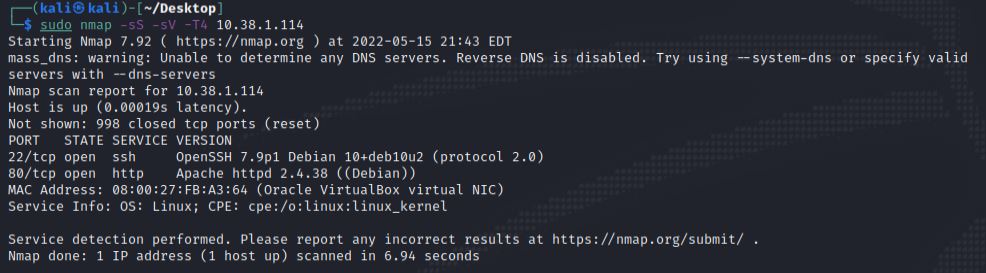 (kali㉿kali)-[~/Desktop]
$ sudo nmap -sS -sV -T4 10.38.1.114
Starting Nmap 7.92 ( https://nmap.org ) at 2022-05-15 21:43 EDT
mass_dns: warning: Unable to determine any DNS servers. Reverse DNS is disabled. Try using --system-dns or specify valid
servers with --dns-servers
Nmap scan report for 10.38.1.114
Host is up (0.00019s latency).
Not shown: 998 closed tcp ports (reset)
PORT   STATE SERVICE VERSION
22/tcp open  ssh     OpenSSH 7.9p1 Debian 10+deb10u2 (protocol 2.0)
80/tcp open  http    Apache httpd 2.4.38 ((Debian))
MAC Address: 08:00:27:FB:A3:64 (Oracle VirtualBox virtual NIC)
Service Info: OS: Linux; CPE: cpe:/o:linux:linux_kernel

Service detection performed. Please report any incorrect results at https://nmap.org/submit/ .
Nmap done: 1 IP address (1 host up) scanned in 6.94 seconds